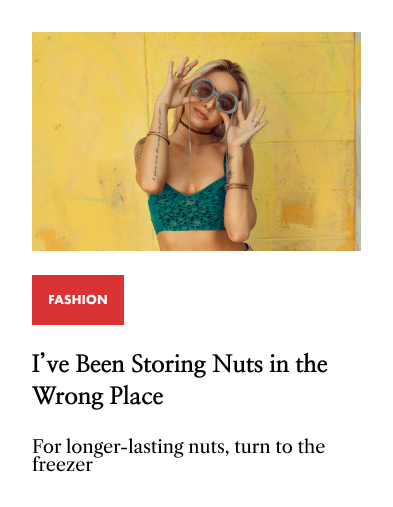 FASHION
I’ve Been Storing Nuts in the
Wrong Place
For longer-lasting nuts, turn to the
freezer